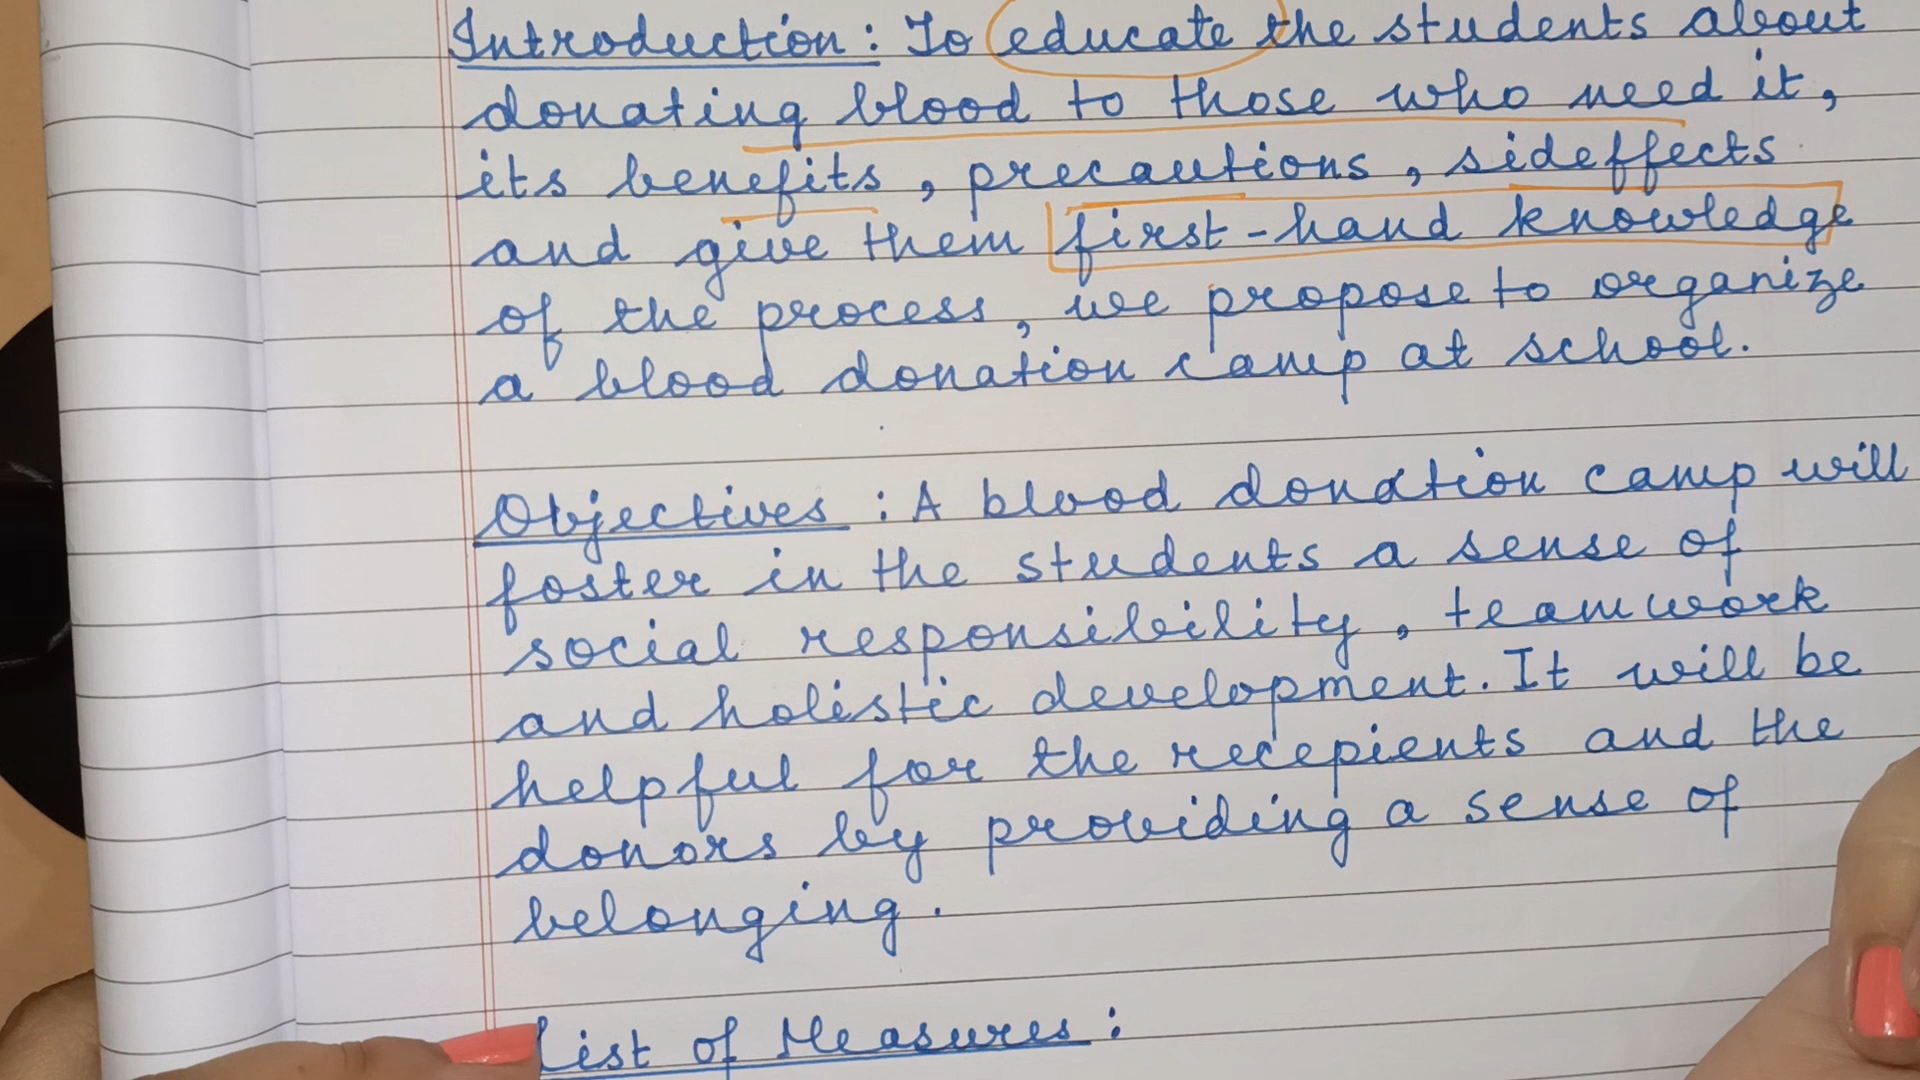 Introduction: To educate the students about
donating blood to those who need it,
its benefits, precautions, sideffects
and give them first-hand knowledge
of the process, we propose to organize
a blood donation camp at school.
Objectives : A blood donation camp will
foster in the students a sense of
social responsibility, teamwork
and holistic development. It will be
helpful for the recepients and the
donors by providing a sense of
belonging.
List of Measures :